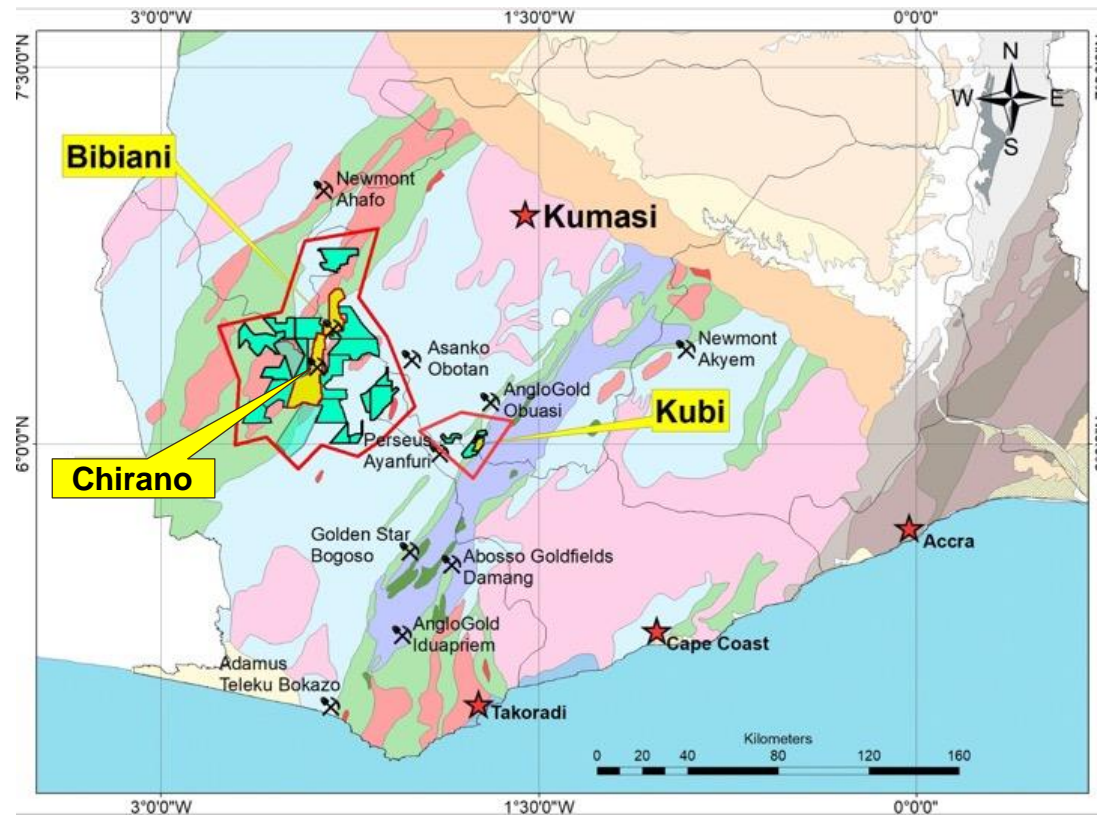 3°0'0"W
1°30'0"W
0°0'0"
7°30'0"N
N
W
E
S
Bibiani
Newmont
Ahafo
Kumasi
Asanko
Obotan
Newmont
Akyem
AngloGold
Obuasi
Kubi
Perseus
Ayanfuri
6°0'0"N
Chirano
Golden Star
Bogoso
Abosso Goldfields
Damang
Accra
AngloGold
Iduapriem
Cape Coast
Adamus
Teleku Bokazo
Takoradi
Kilometers
0
20
40
80
120
160
3°0'0"W
1°30'0"W
0°0'0"